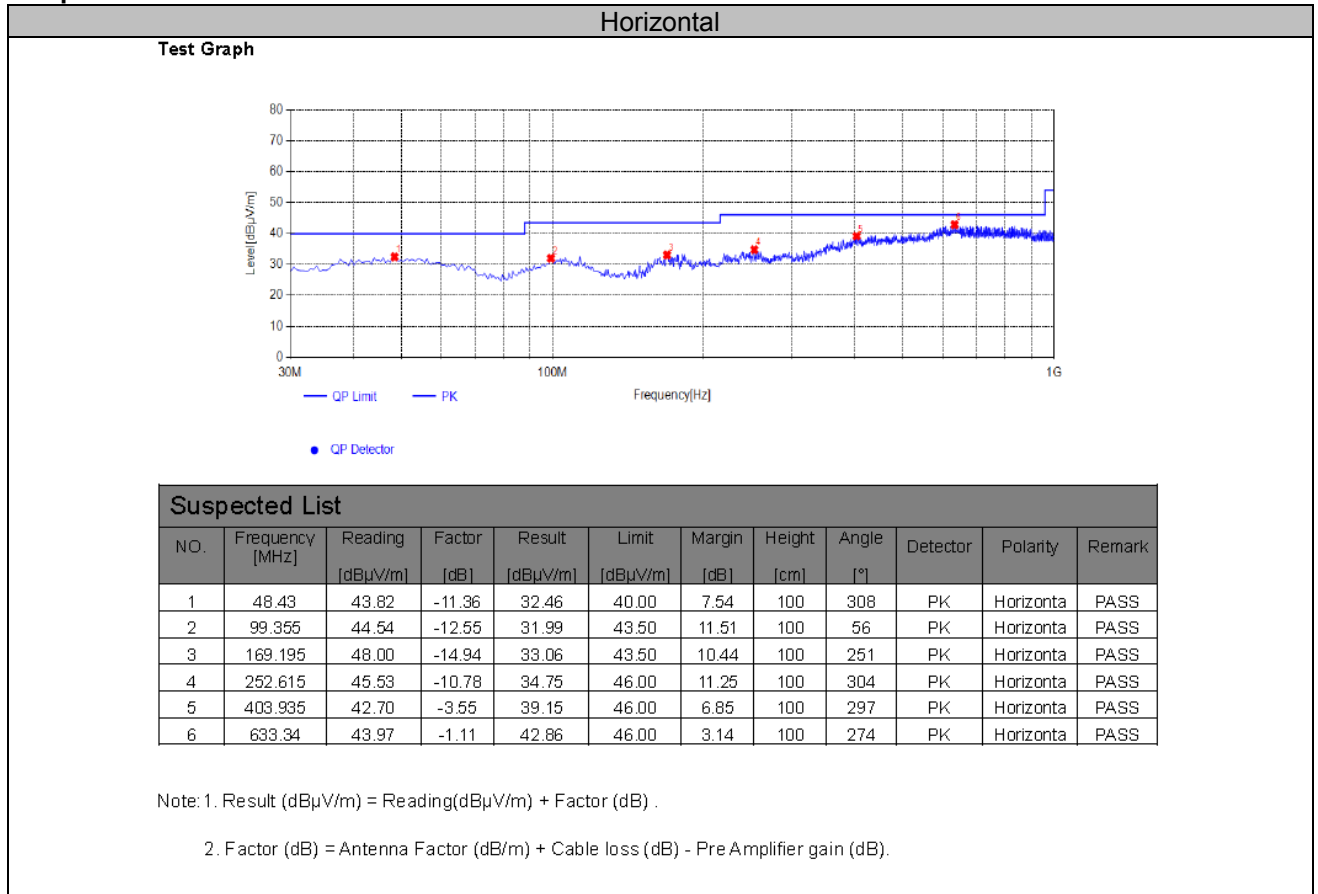 Horizontal
Test Graph
80
70
60
50
40
30
20
10
0
Level[dBμV/m]
1
2
3
4
5
6
30M
100M
1G
Frequency[Hz]
QP Limit
PK
QP Detector
Suspected List
NO. Frequency [MHz] Reading [dBμV/m] Factor [dB] Result [dBμV/m] Limit [dBμV/m] Margin [dB] Height [cm] Angle [°] Detector Polarity Remark
1 48.43 43.82 -11.36 32.46 40.00 7.54 100 308 PK Horizonta PASS
2 99.355 44.54 -12.55 31.99 43.50 11.51 100 56 PK Horizonta PASS
3 169.195 48.00 -14.94 33.06 43.50 10.44 100 251 PK Horizonta PASS
4 252.615 45.53 -10.78 34.75 46.00 11.25 100 304 PK Horizonta PASS
5 403.935 42.70 -3.55 39.15 46.00 6.85 100 297 PK Horizonta PASS
6 633.34 43.97 -1.11 42.86 46.00 3.14 100 274 PK Horizonta PASS
Note: 1. Result (dBμV/m) = Reading(dBμV/m) + Factor (dB) .
2. Factor (dB) = Antenna Factor (dB/m) + Cable loss (dB) - Pre Amplifier gain (dB).